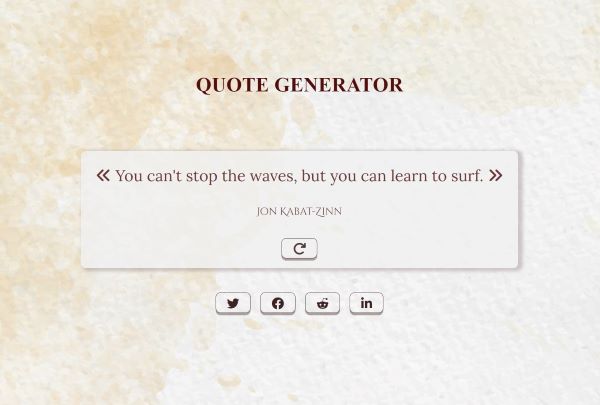 QUOTE GENERATOR
« You can't stop the waves, but you can learn to surf. »
Jon Kabat-Zinn